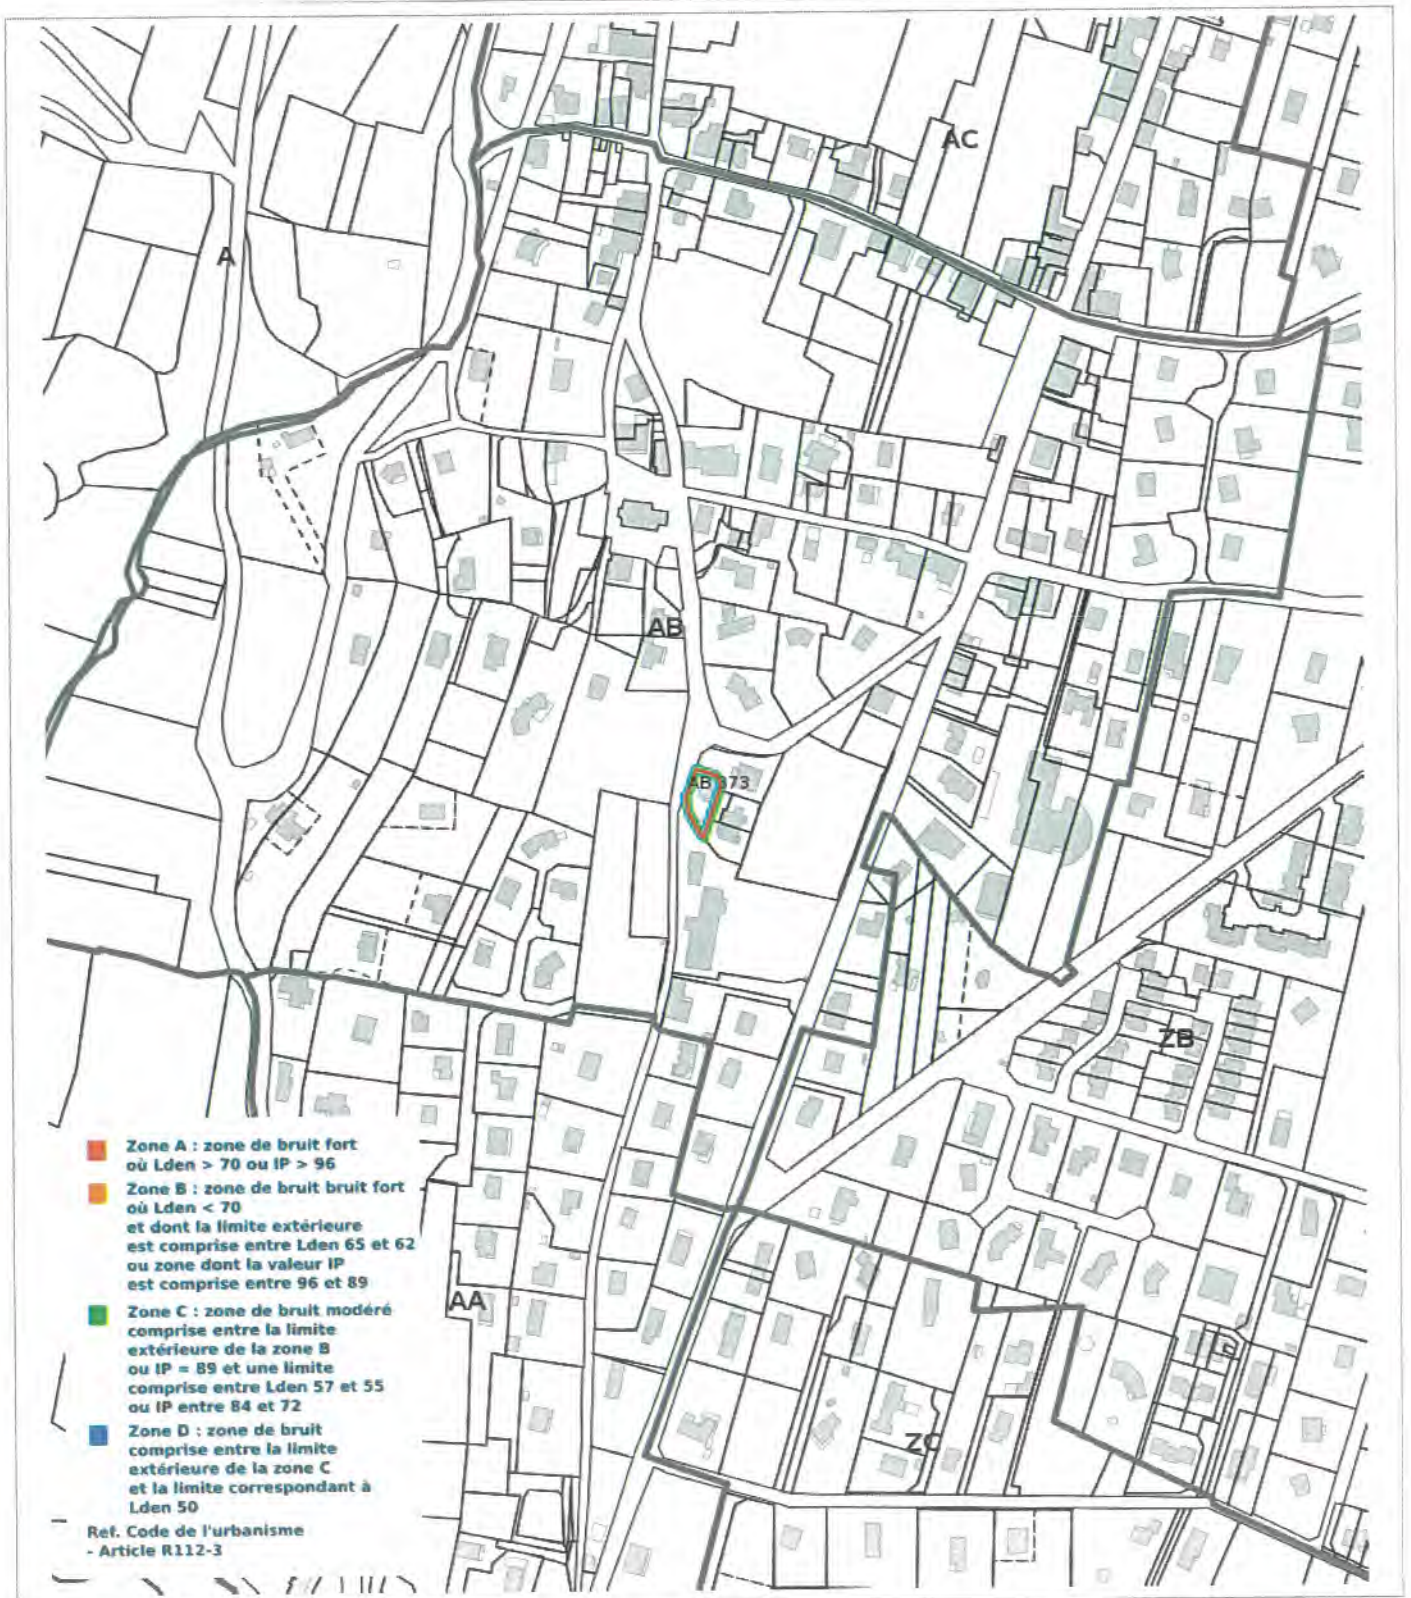 AC
A
AB
AB 373
ZB
Zone A : zone de bruit fort
où Lden > 70 ou IP > 96
Zone B : zone de bruit bruit fort
où Lden < 70
et dont la limite extérieure
est comprise entre Lden 65 et 62
ou zone dont la valeur IP
est comprise entre 96 et 89
Zone C : zone de bruit modéré
comprise entre la limite
extérieure de la zone B
ou IP = 89 et une limite
comprise entre Lden 57 et 55
ou IP entre 84 et 72
Zone D : zone de bruit
comprise entre la limite
extérieure de la zone C
et la limite correspondant à
Lden 50
Ref. Code de l'urbanisme
- Article R112-3
AA
ZC